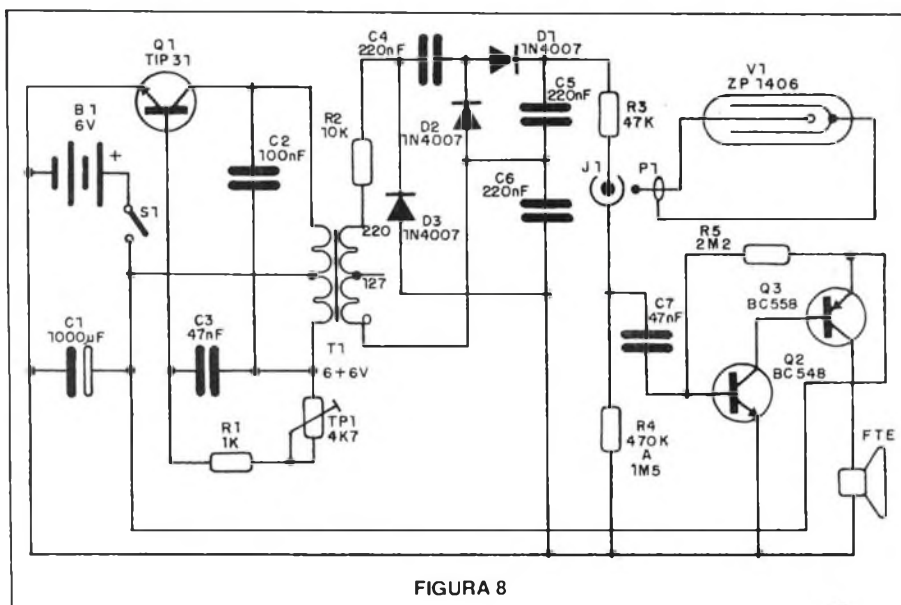 Q1
TIP31
B1
6V
+
S1
C1
1000µF
C2
100nF
C3
47nF
R1
1K
TP1
4K7
T1
6+6V
R2
10K
220
127
C4
220nF
D1
1N4007
D2
1N4007
D3
1N4007
C5
220nF
C6
220nF
R3
47K
J1
P1
V1
ZP 1406
R5
2M2
C7
47nF
Q3
BC558
Q2
BC548
R4
470K
A
1M5
FTE
FIGURA 8